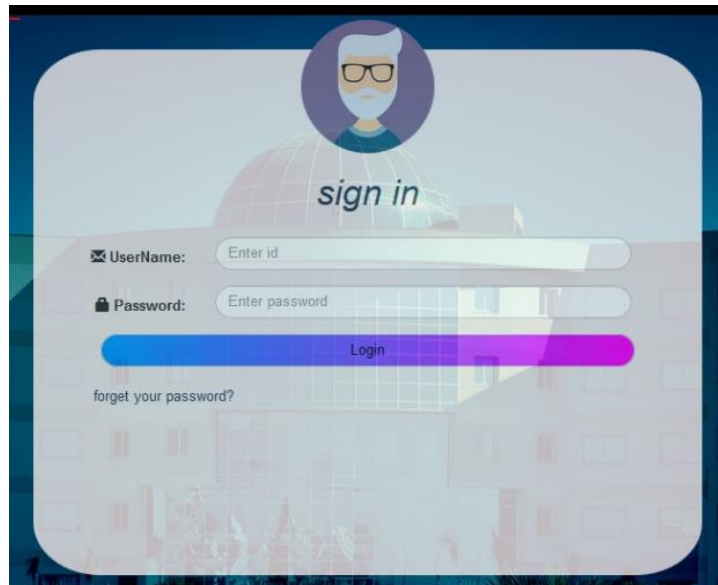 sign in
UserName: Enter id
Password: Enter password
Login
forget your password?